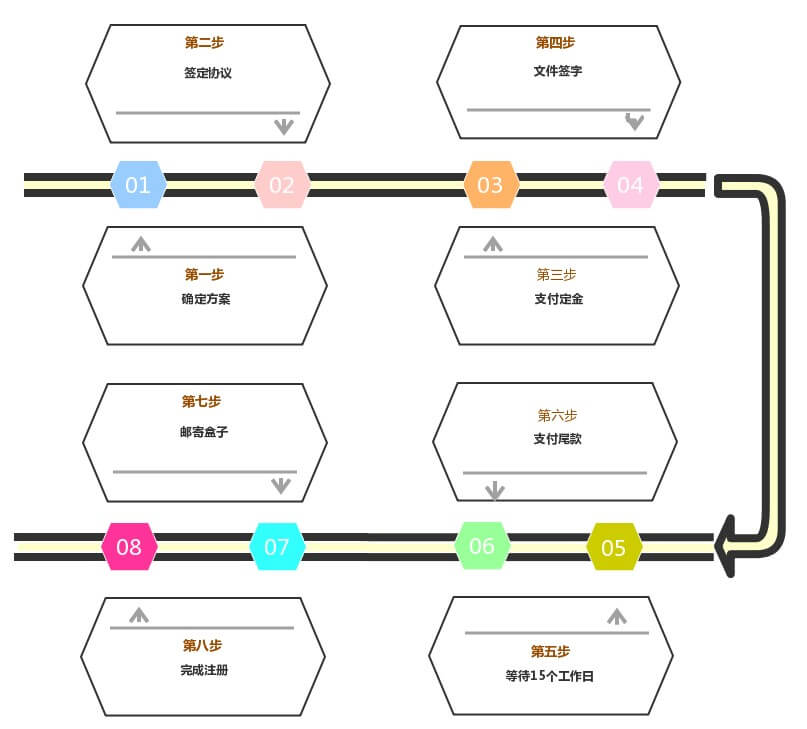 第二步
签定协议
第四步
文件签字
01
02
03
04
第一步
确定方案
第三步
支付定金
第七步
邮寄盒子
第六步
支付尾款
08
07
06
05
第八步
完成注册
第五步
等待15个工作日